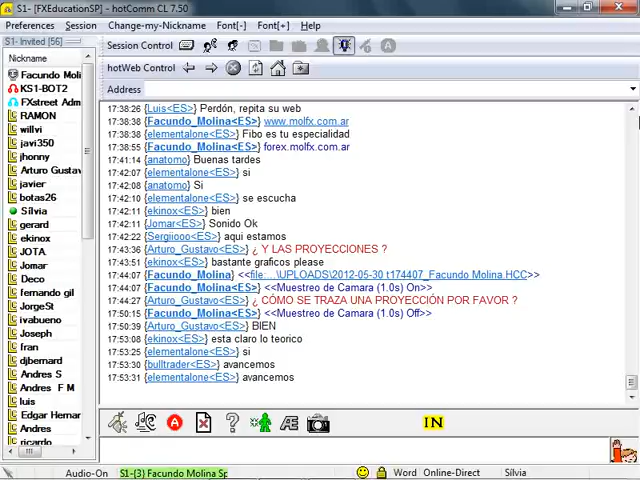 S1- [FXEducationSP] - hotComm CL 7.50
Preferences Session Change-my-Nickname Font[-] Font[+] Help
S1- Invited [56]
Session Control
Nickname
hotWeb Control
Address
Facundo Moli
KS1-BOT2
FXstreet Adm
RAMON
willvi
javi350
jhonny
Arturo Gustav
javier
botas26
Sílvia
gerard
ekinox
JOTA
Jomar
Deco
fernando gil
JorgeSt
ivabueno
Joseph
fran
djbernard
Andres S
Andres F M
luis
Edgar Hernar
Andres
ricardo
17:38:26 {Luis<ES>} Perdón, repita su web
17:38:38 {Facundo_Molina<ES>} www.molfx.com.ar
17:38:38 {elementalone<ES>} Fibo es tu especialidad
17:38:55 {Facundo_Molina<ES>} forex.molfx.com.ar
17:41:14 {anatomo} Buenas tardes
17:42:07 {elementalone<ES>} si
17:42:08 {anatomo} Si
17:42:10 {elementalone<ES>} se escucha
17:42:11 {ekinox<ES>} bien
17:42:11 {Jomar<ES>} Sonido Ok
17:42:22 {Sergiiooo<ES>} aqui estamos
17:43:36 {Arturo_Gustavo<ES>} ¿ Y LAS PROYECCIONES ?
17:43:51 {ekinox<ES>} bastante graficos please
17:44:07 {Facundo_Molina} <<file:...\UPLOADS\2012-05-30 t174407_Facundo Molina HCC>>
17:44:07 {Facundo_Molina<ES>} <<Muestreo de Camara (1.0s) On>>
17:44:27 {Arturo_Gustavo<ES>} ¿ CÓMO SE TRAZA UNA PROYECCIÓN POR FAVOR ?
17:50:15 {Facundo_Molina<ES>} <<Muestreo de Camara (1.0s) Off>>
17:50:39 {Arturo_Gustavo<ES>} BIEN
17:53:08 {ekinox<ES>} esta claro lo teorico
17:53:25 {elementalone<ES>} si
17:53:31 {bulltrader<ES>} avancemos
17:53:31 {elementalone<ES>} avancemos
A ? Æ IN
Audio-On S1-(3) Facundo Molina Sp Word Online-Direct Sílvia